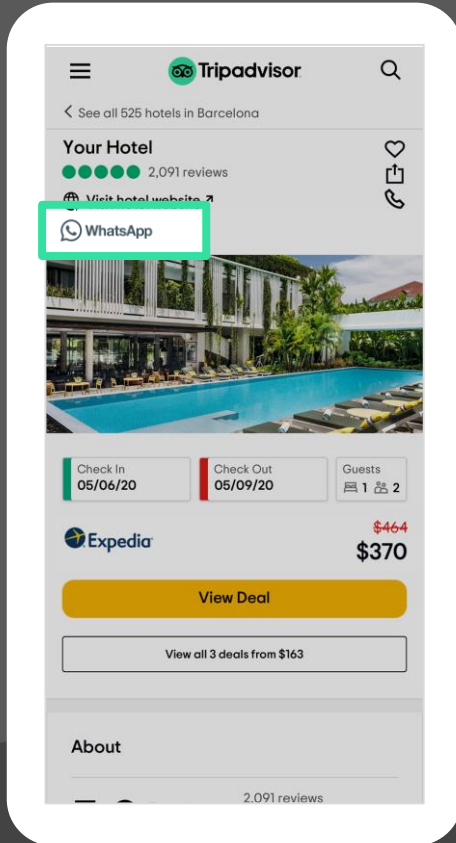 Tripadvisor
See all 525 hotels in Barcelona
Your Hotel
2,091 reviews
Visit hotel website
WhatsApp
Check In
05/06/20
Check Out
05/09/20
Guests
1 2
Expedia
$464
$370
View Deal
View all 3 deals from $163
About
2,091 reviews